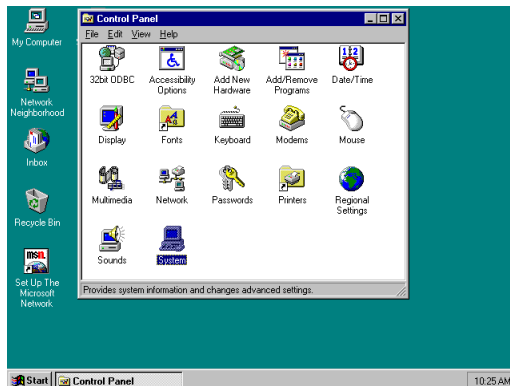 My Computer
Network
Neighborhood
Inbox
Recycle Bin
msn.
Set Up The
Microsoft
Network
Control Panel
File Edit View Help
32bit ODBC
Accessibility
Options
Add New
Hardware
Add/Remove
Programs
Date/Time
Display
Fonts
Keyboard
Modems
Mouse
Multimedia
Network
Passwords
Printers
Regional
Settings
Sounds
System
Provides system information and changes advanced settings.
Start
Control Panel
10:25 AM